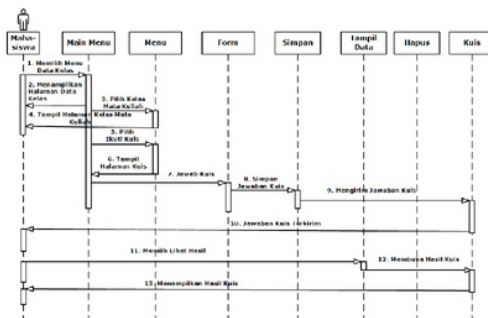 Maha-
siswa
Main Menu
Menu
Form
Simpan
Tampil
Data
Hapus
Kuis
1. Memilih Menu
Data Kelas
2. Menampilkan
Halaman Data
Kelas
3. Pilih Kelas
Mata Kuliah
4. Tampil Halaman Kelas Mata
Kuliah
5. Pilih
Ikuti Kuis
6. Tampil
Halaman Kuis
7. Jawab Kuis
8. Simpan
Jawaban Kuis
9. Mengirim Jawaban Kuis
10. Jawaban Kuis Terkirim
11. Memilih Lihat Hasil
12. Membuka Hasil Kuis
13. Menampilkan Hasil Kuis